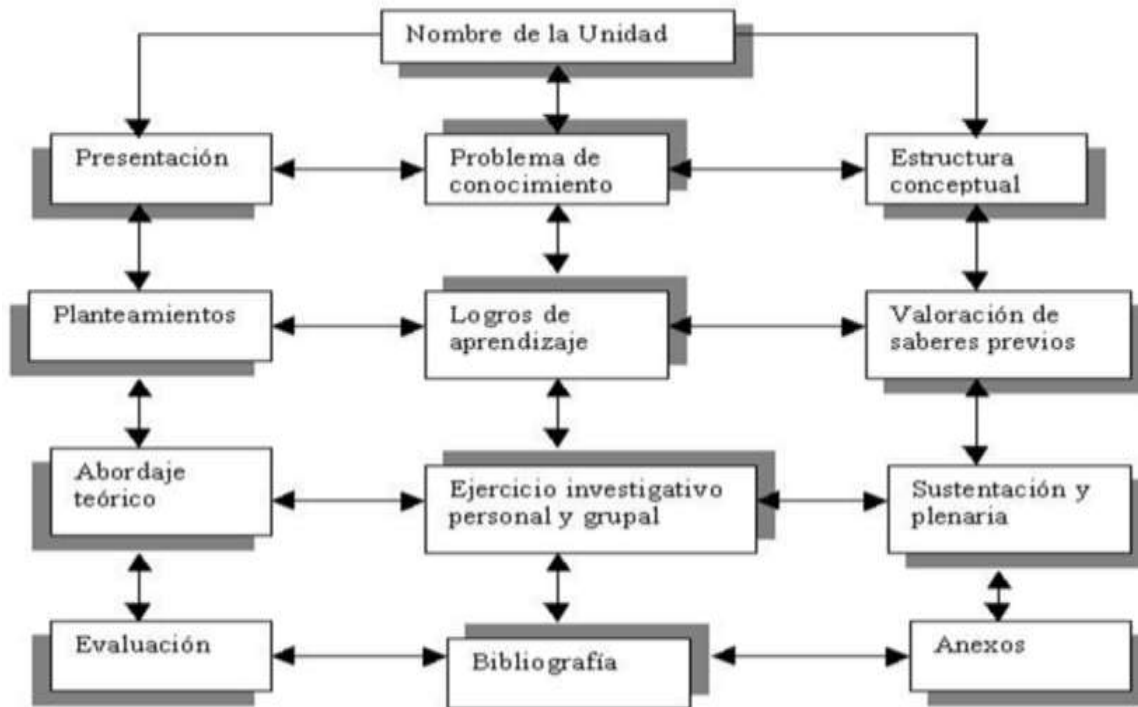 Nombre de la Unidad
Presentación
Problema de
conocimiento
Estructura
conceptual
Planteamientos
Logros de
aprendizaje
Valoración de
saberes previos
Abordaje
teórico
Ejercicio investigativo
personal y grupal
Sustentación y
plenaria
Evaluación
Bibliografía
Anexos